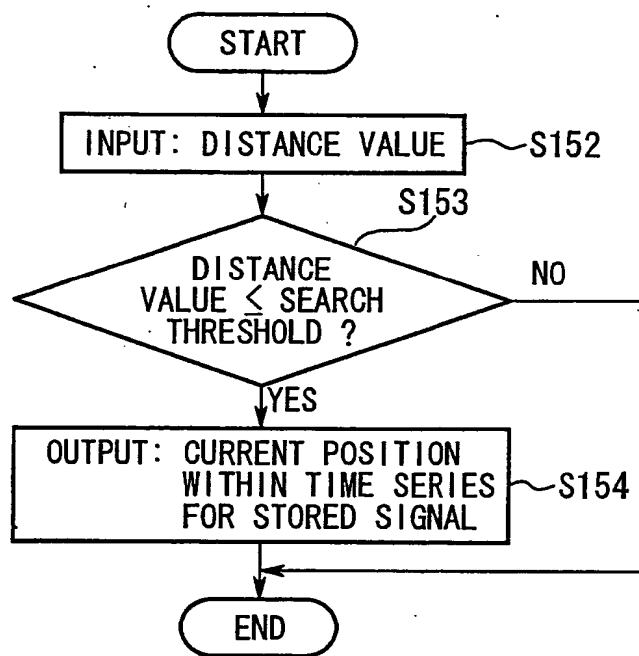 START
INPUT: DISTANCE VALUE
S152
S153
DISTANCE
VALUE ≤ SEARCH
THRESHOLD ?
NO
YES
OUTPUT: CURRENT POSITION
WITHIN TIME SERIES
FOR STORED SIGNAL
S154
END